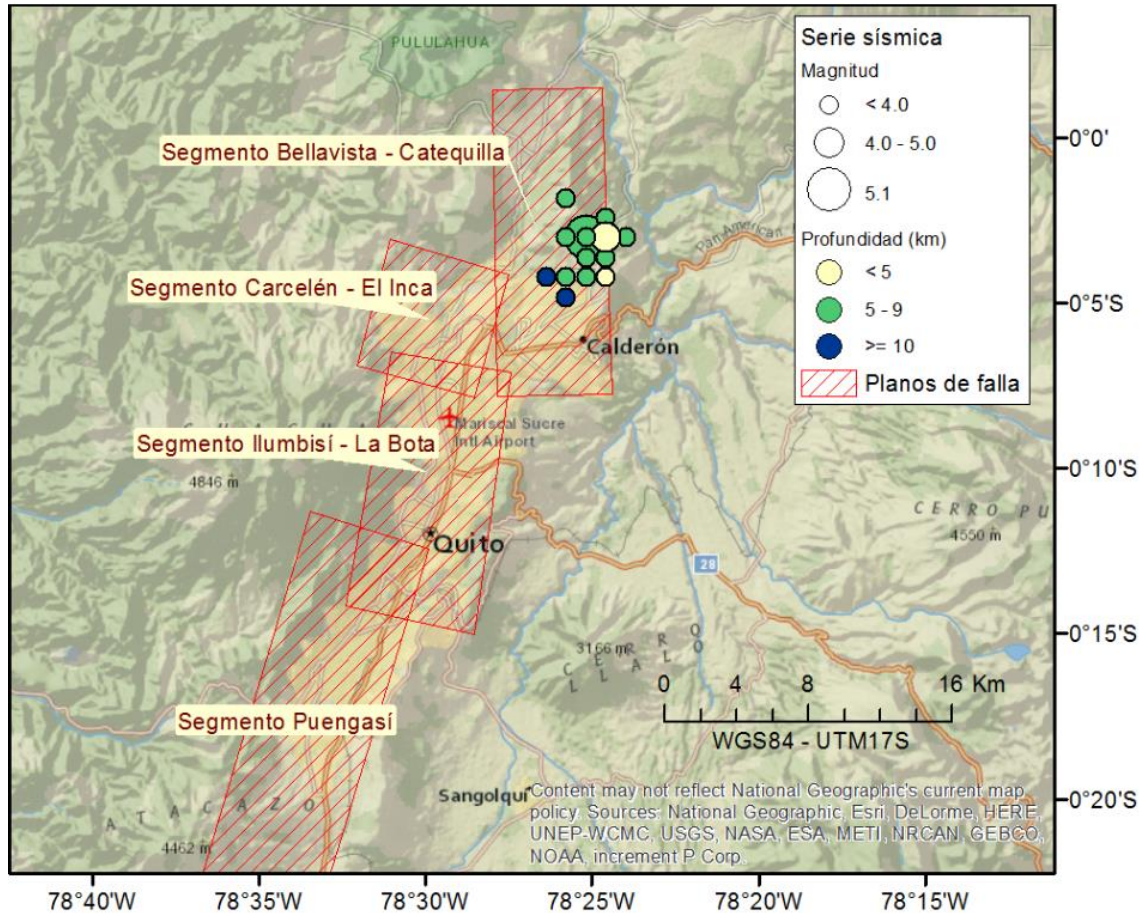 PULULAHUA
Serie sísmica
Magnitud
< 4.0
4.0 - 5.0
5.1
Profundidad (km)
< 5
5 - 9
>= 10
Planos de falla
Segmento Bellavista - Catequilla
Segmento Carcelén - El Inca
Segmento Ilumbisí - La Bota
Segmento Puengasí
Calderón
Mariscal Sucre
Intl Airport
4846 m
Quito
CERRO PU
4550 m
28
3166 m
CERRO
LLALO
0 4 8 16 Km
WGS84 - UTM17S
Sangolquí
ATACAZO
4462 m
Content may not reflect National Geographic's current map
policy. Sources: National Geographic, Esri, DeLorme, HERE,
UNEP-WCMC, USGS, NASA, ESA, METI, NRCAN, GEBCO,
NOAA, increment P Corp.
0°0'
0°5'S
0°10'S
0°15'S
0°20'S
78°40'W 78°35'W 78°30'W 78°25'W 78°20'W 78°15'W